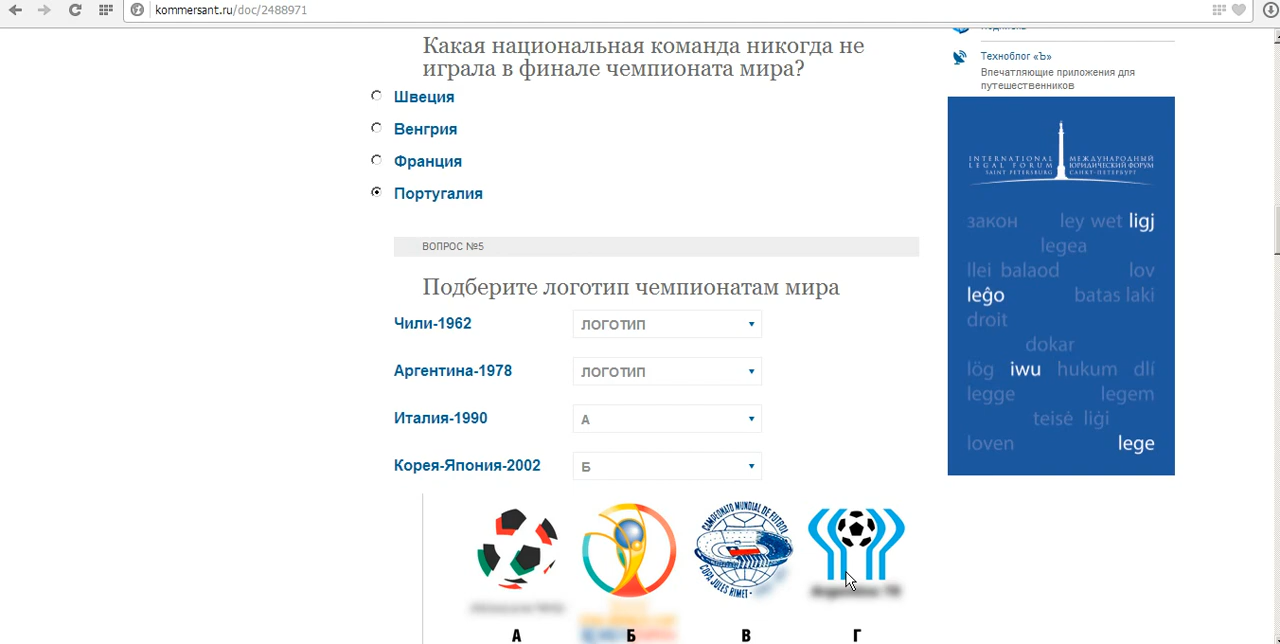 kommersant.ru/doc/2488971
Какая национальная команда никогда не
играла в финале чемпионата мира?
Швеция
Венгрия
Франция
Португалия
ВОПРОС №5
Подберите логотип чемпионатам мира
Чили-1962
ЛОГОТИП
Аргентина-1978
ЛОГОТИП
Италия-1990
А
Корея-Япония-2002
Б
CAMPEONATO MUNDIAL DE FUTBOL
COPA JULES RIMET
А
Б
В
Г
Техноблог «Ъ»
Впечатляющие приложения для
путешественников
INTERNATIONAL
LEGAL FORUM
SAINT PETERSBURG
МЕЖДУНАРОДНЫЙ
ЮРИДИЧЕСКИЙ ФОРУМ
САНКТ-ПЕТЕРБУРГ
закон ley wet ligj
legea
llei balaod lov
leĝo batas laki
droit
dokar
lög iwu hukum dlí
legge legem
teisė liġi
loven lege